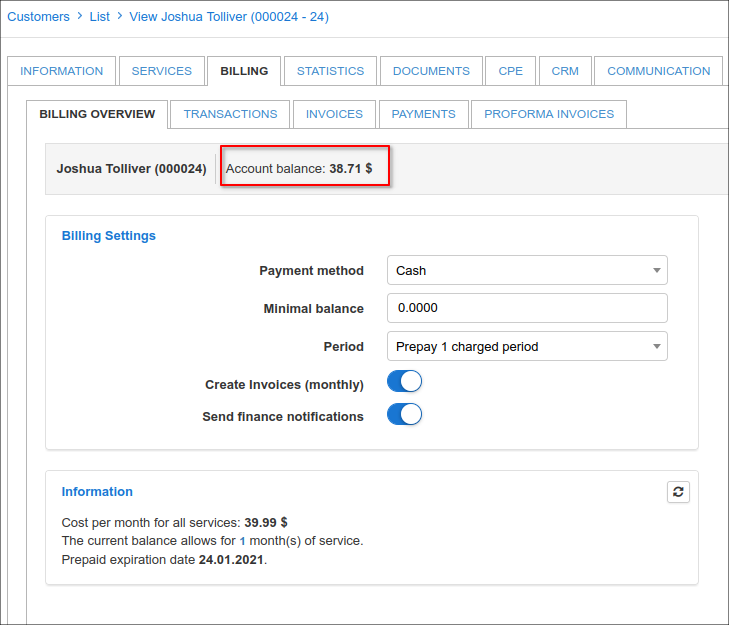 Customers > List > View Joshua Tolliver (000024 - 24)
INFORMATION SERVICES BILLING STATISTICS DOCUMENTS CPE CRM COMMUNICATION
BILLING OVERVIEW TRANSACTIONS INVOICES PAYMENTS PROFORMA INVOICES
Joshua Tolliver (000024) Account balance: 38.71 $
Billing Settings
Payment method Cash
Minimal balance 0.0000
Period Prepay 1 charged period
Create Invoices (monthly)
Send finance notifications
Information
Cost per month for all services: 39.99 $
The current balance allows for 1 month(s) of service.
Prepaid expiration date 24.01.2021.